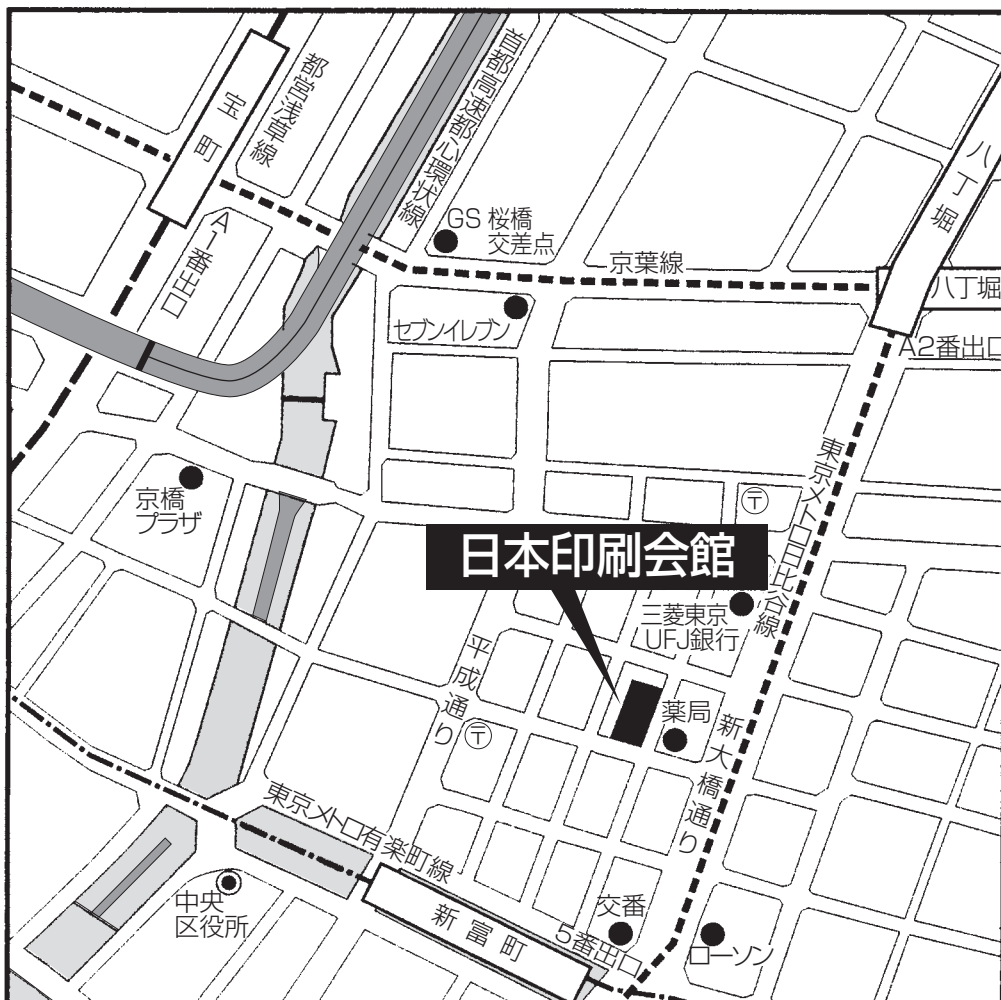 宝町
都営浅草線
首都高速都心環状線
A1番出口
GS 桜橋
交差点
京葉線
八丁堀
八丁堀
A2番出口
セブンイレブン
京橋
プラザ
〒
東京メトロ日比谷線
日本印刷会館
三菱東京
UFJ銀行
平成通り
〒
薬局
新大橋通り
東京メトロ有楽町線
中央
区役所
新富町
5番出口
交番
ローソン